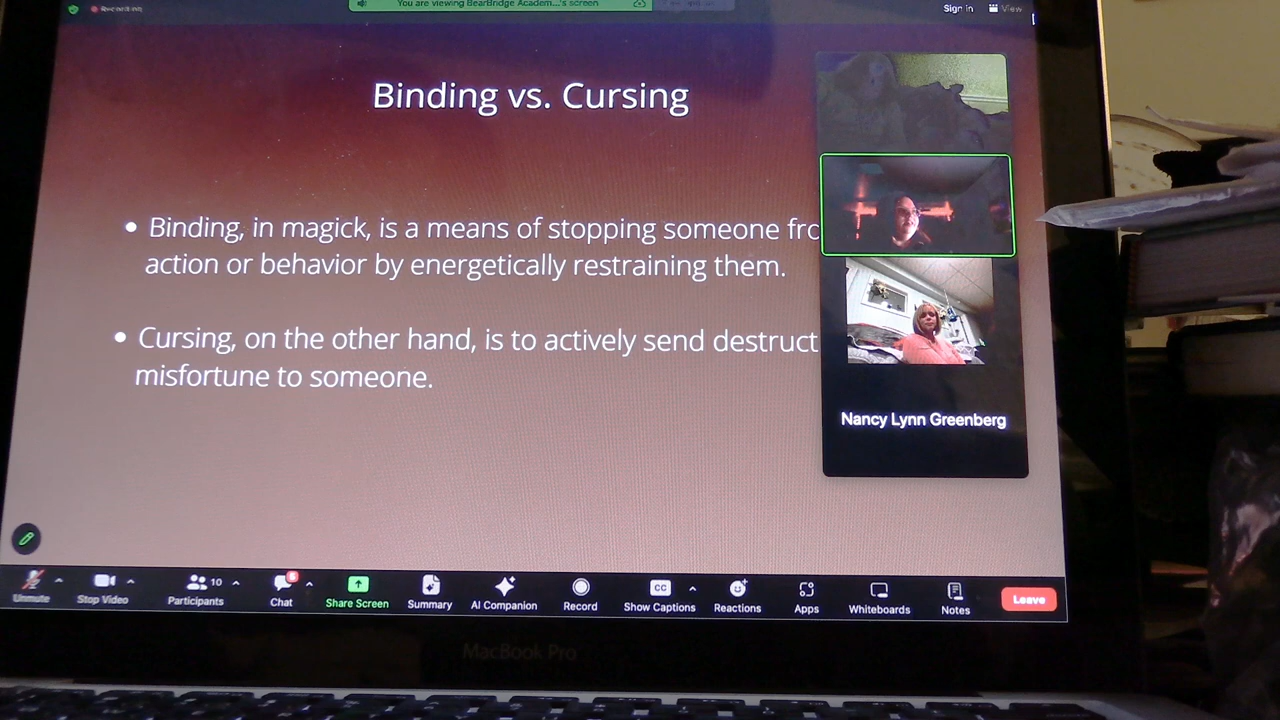 Recording
You are viewing BearBridge Academ...'s screen
Sign in
View
Binding vs. Cursing
• Binding, in magick, is a means of stopping someone fro
action or behavior by energetically restraining them.
• Cursing, on the other hand, is to actively send destruct
misfortune to someone.
Nancy Lynn Greenberg
Unmute
Stop Video
10
Participants
Chat
Share Screen
Summary
AI Companion
Record
CC
Show Captions
Reactions
Apps
Whiteboards
Notes
Leave
MacBook Pro